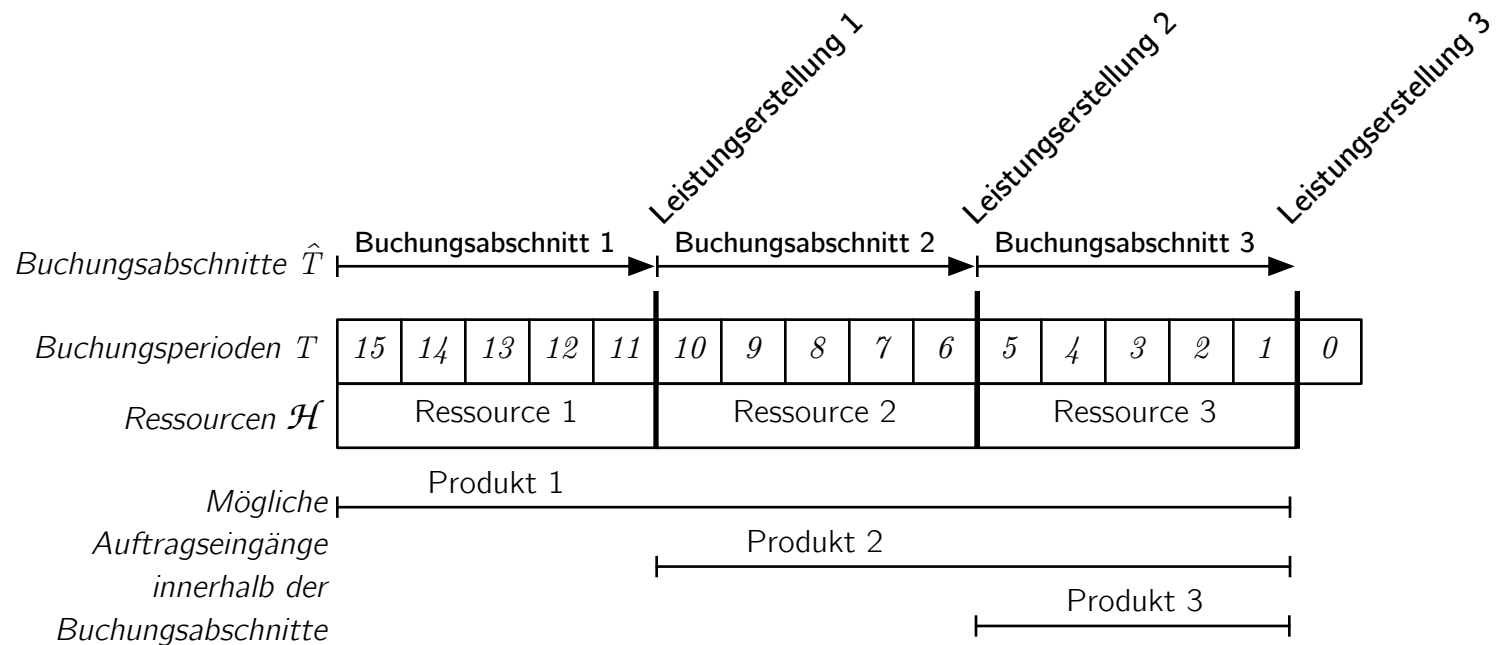 Leistungserstellung 1
Leistungserstellung 2
Leistungserstellung 3
Buchungsabschnitte T̂
Buchungsabschnitt 1
Buchungsabschnitt 2
Buchungsabschnitt 3
Buchungsperioden T 15 14 13 12 11 10 9 8 7 6 5 4 3 2 1 0
Ressourcen ℋ Ressource 1 Ressource 2 Ressource 3
Produkt 1
Mögliche
Auftragseingänge
Produkt 2
innerhalb der
Produkt 3
Buchungsabschnitte